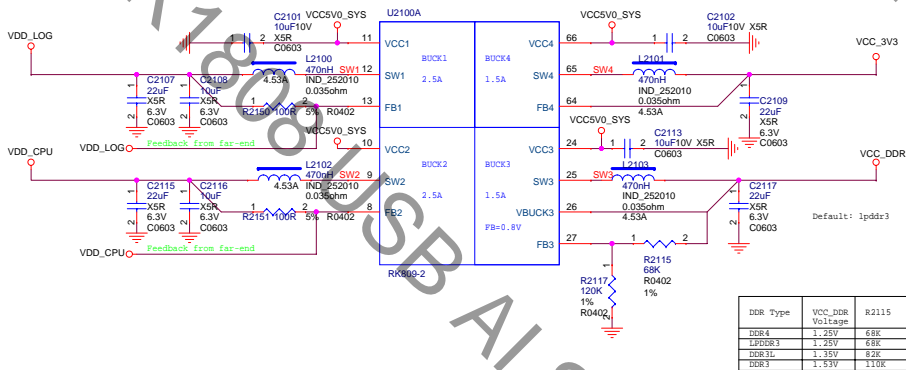 U2100A
RK809-2
VDD_LOG
C2101
10uF10V
X5R
C0603
VCC5V0_SYS
11
VCC1
BUCK1
2.5A
L2100
470nH
IND_252010
0.035ohm
4.53A
SW1
12
SW1
C2107
22uF
X5R
6.3V
C0603
C2108
10uF
X5R
6.3V
C0603
R2150
100R
5%
R0402
13
FB1
VDD_LOG
Feedback from far-end
VCC5V0_SYS
10
VCC2
BUCK2
2.5A
VDD_CPU
L2102
470nH
IND_252010
0.035ohm
4.53A
SW2
9
SW2
C2115
22uF
X5R
6.3V
C0603
C2116
10uF
X5R
6.3V
C0603
R2151
100R
5%
R0402
8
FB2
VDD_CPU
Feedback from far-end
BUCK4
1.5A
VCC4
66
VCC5V0_SYS
C2102
10uF10V X5R
C0603
VCC_3V3
SW4
65
SW4
L2101
470nH
IND_252010
0.035ohm
4.53A
FB4
64
C2109
22uF
X5R
6.3V
C0603
BUCK3
1.5A
FB=0.8V
VCC3
24
VCC5V0_SYS
C2113
10uF10V X5R
C0603
VCC_DDR
SW3
25
SW3
L2103
470nH
IND_252010
0.035ohm
4.53A
VBUCK3
26
C2117
22uF
X5R
6.3V
C0603
Default: lpddr3
FB3
27
R2115
68K
R0402
1%
R2117
120K
1%
R0402
DDR Type VCC_DDR Voltage R2115
DDR4 1.25V 68K
LPDDR3 1.25V 68K
DDR3L 1.35V 82K
DDR3 1.53V 110K
1808 USB AI